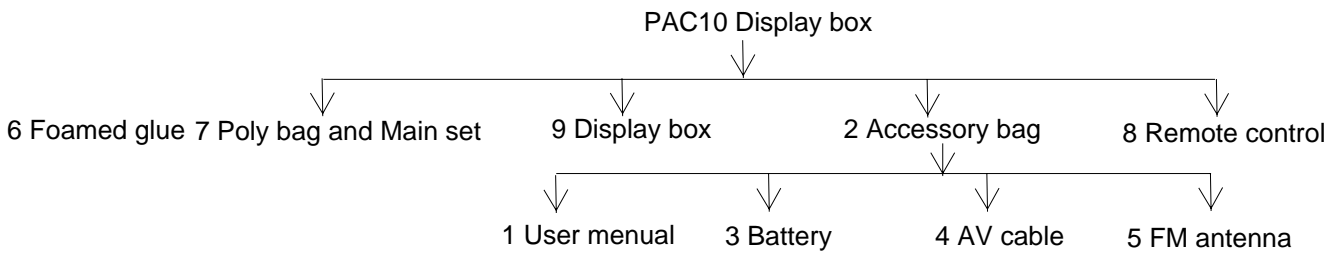 PAC10 Display box
6 Foamed glue 7 Poly bag and Main set
9 Display box
2 Accessory bag
8 Remote control
1 User menual
3 Battery
4 AV cable
5 FM antenna